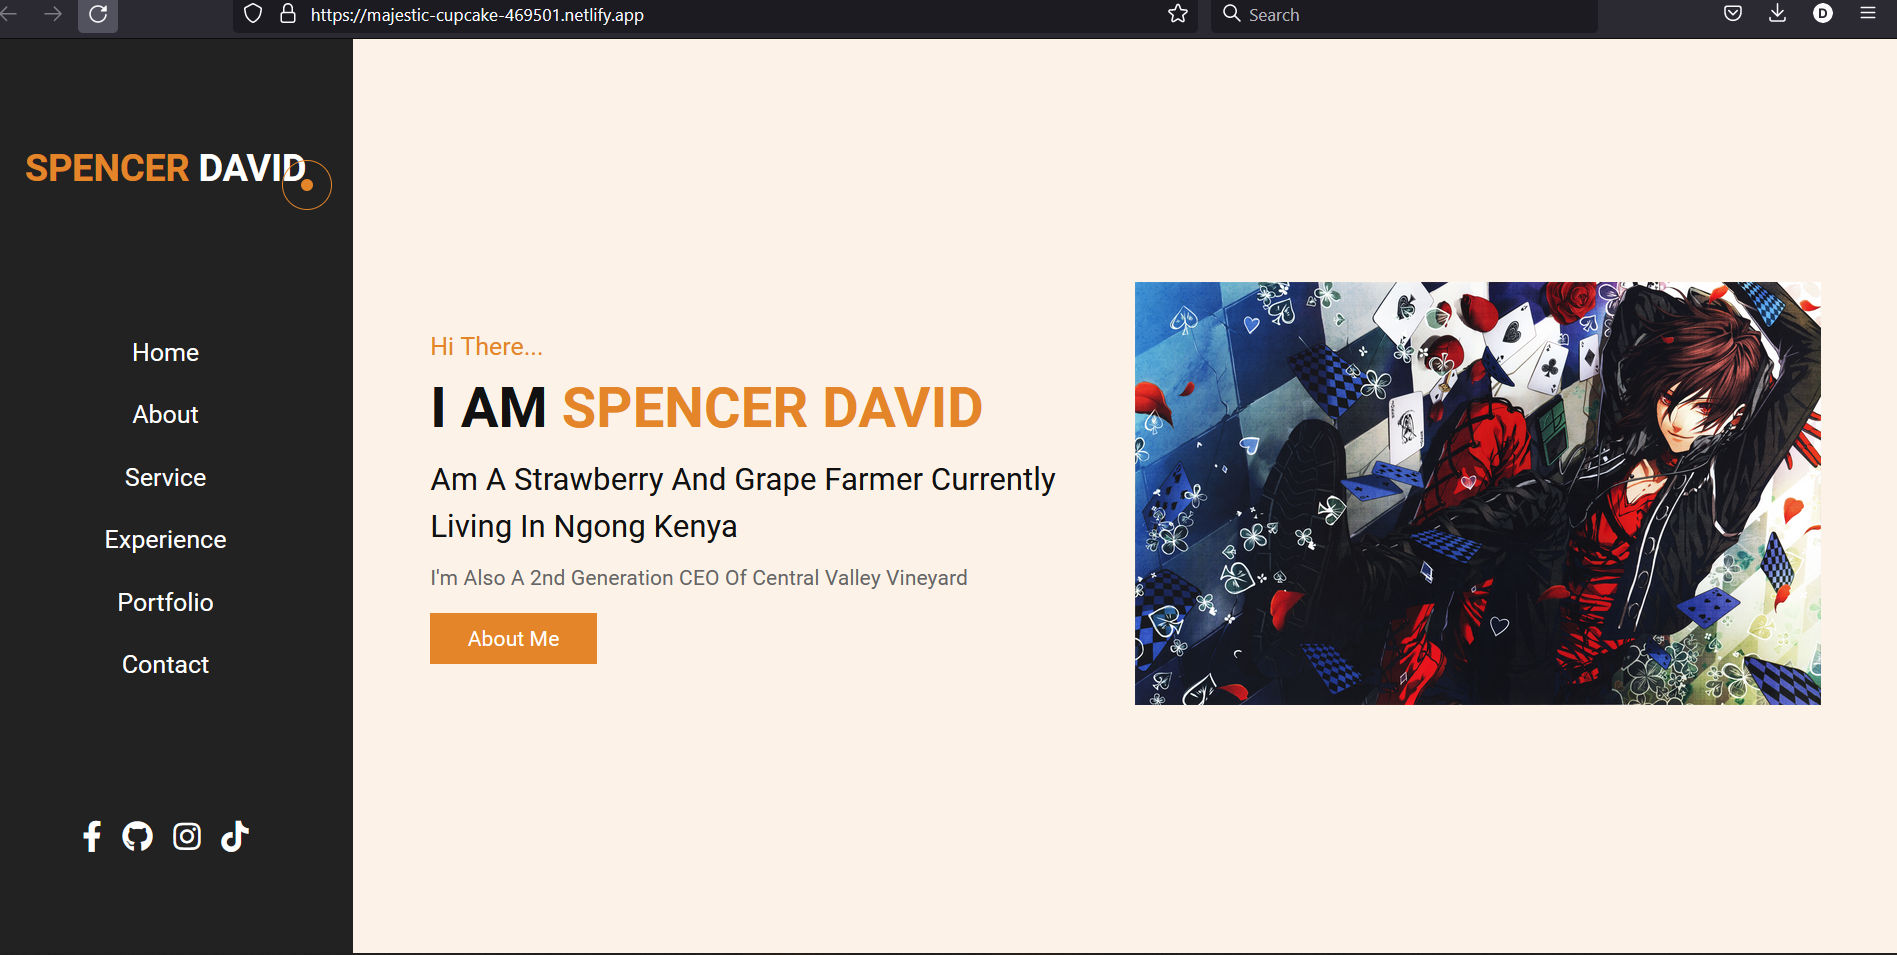 https://majestic-cupcake-469501.netlify.app
Search
D
SPENCER DAVID
Home
About
Service
Experience
Portfolio
Contact
Hi There...
I AM SPENCER DAVID
Am A Strawberry And Grape Farmer Currently
Living In Ngong Kenya
I'm Also A 2nd Generation CEO Of Central Valley Vineyard
About Me